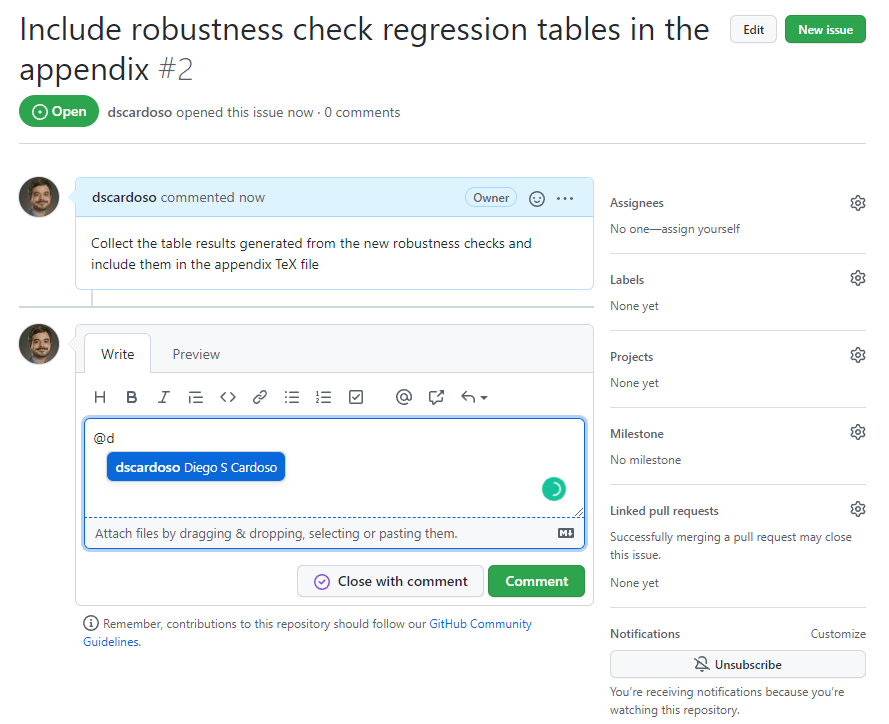 Include robustness check regression tables in the
appendix #2
Edit
New issue
Open
dscardoso opened this issue now · 0 comments
dscardoso commented now
Owner
Collect the table results generated from the new robustness checks and
include them in the appendix TeX file
Write
Preview
@d
dscardoso Diego S Cardoso
Attach files by dragging & dropping, selecting or pasting them.
Close with comment
Comment
Remember, contributions to this repository should follow our GitHub Community
Guidelines.
Assignees
No one—assign yourself
Labels
None yet
Projects
None yet
Milestone
No milestone
Linked pull requests
Successfully merging a pull request may close
this issue.
None yet
Notifications
Customize
Unsubscribe
You’re receiving notifications because you’re
watching this repository.